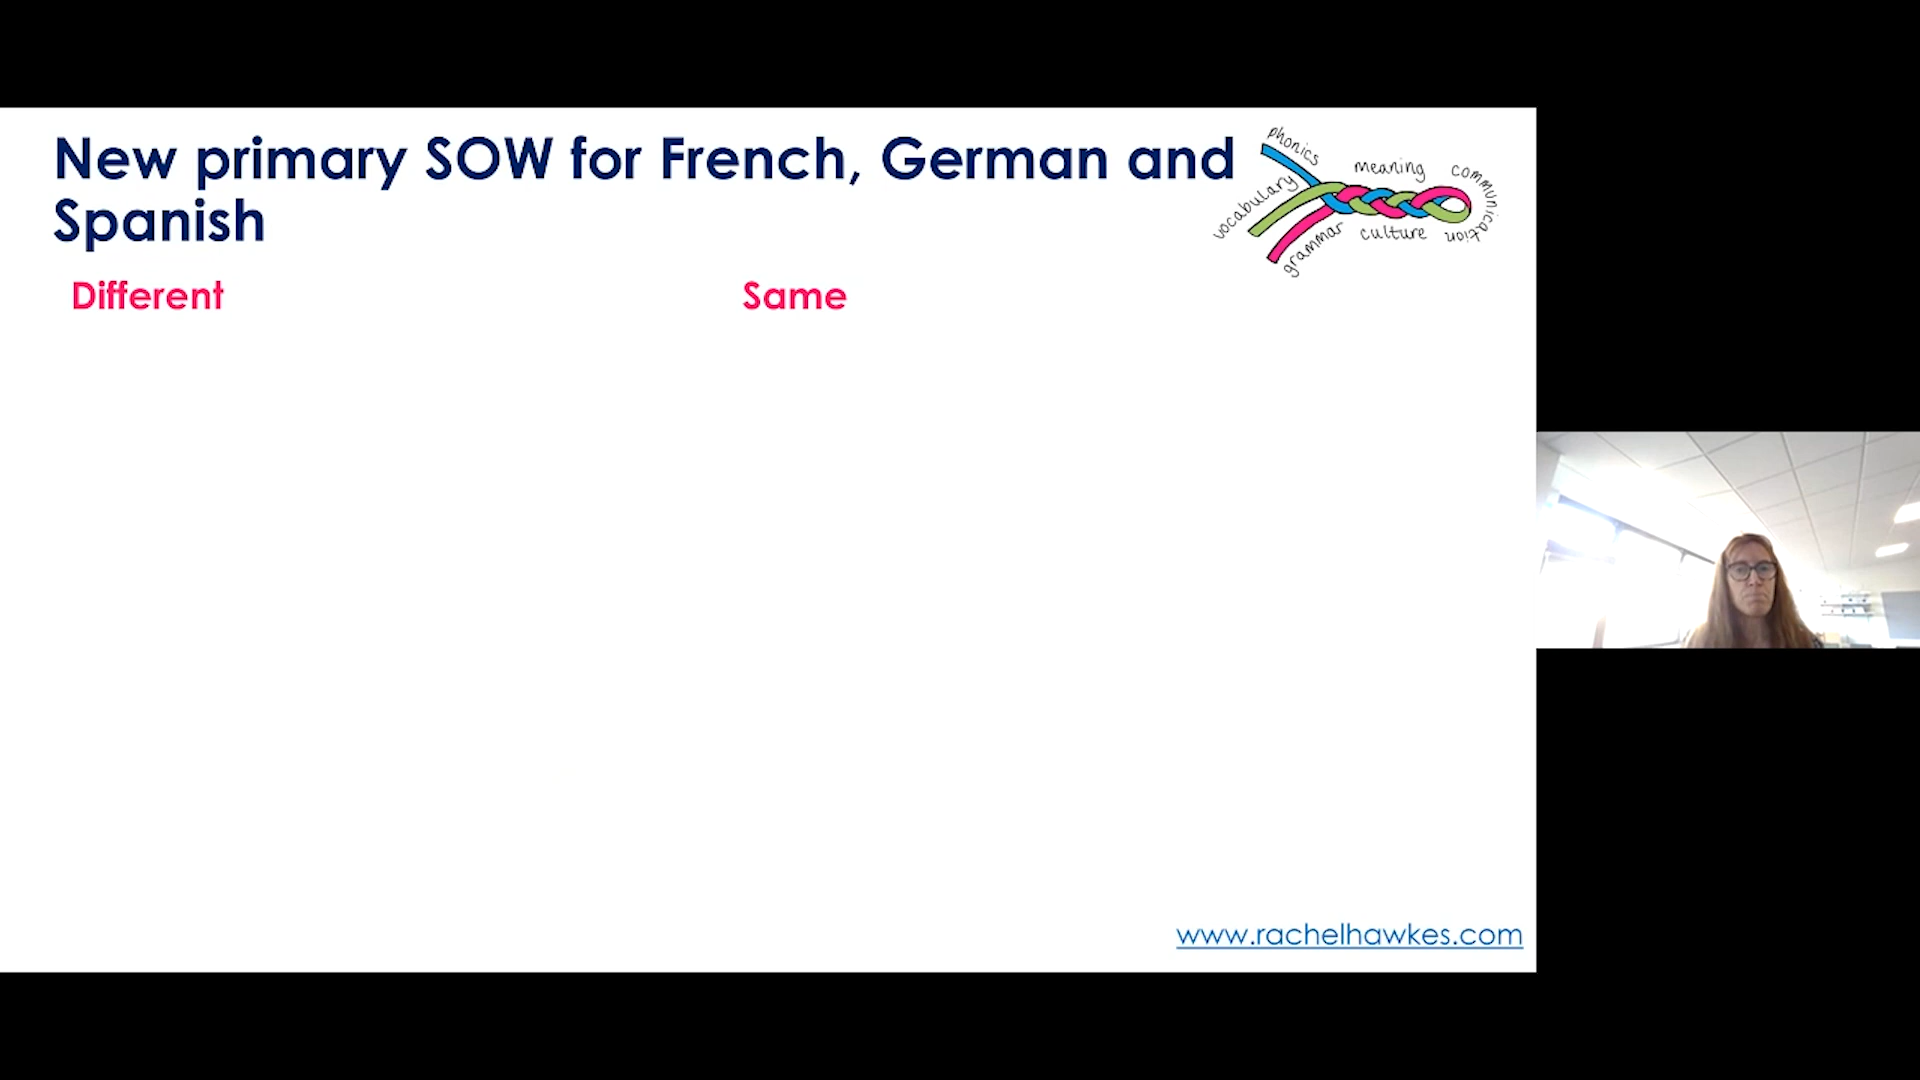 New primary SOW for French, German and
Spanish
phonics
vocabulary
grammar
meaning
culture
communication
Different
Same
www.rachelhawkes.com